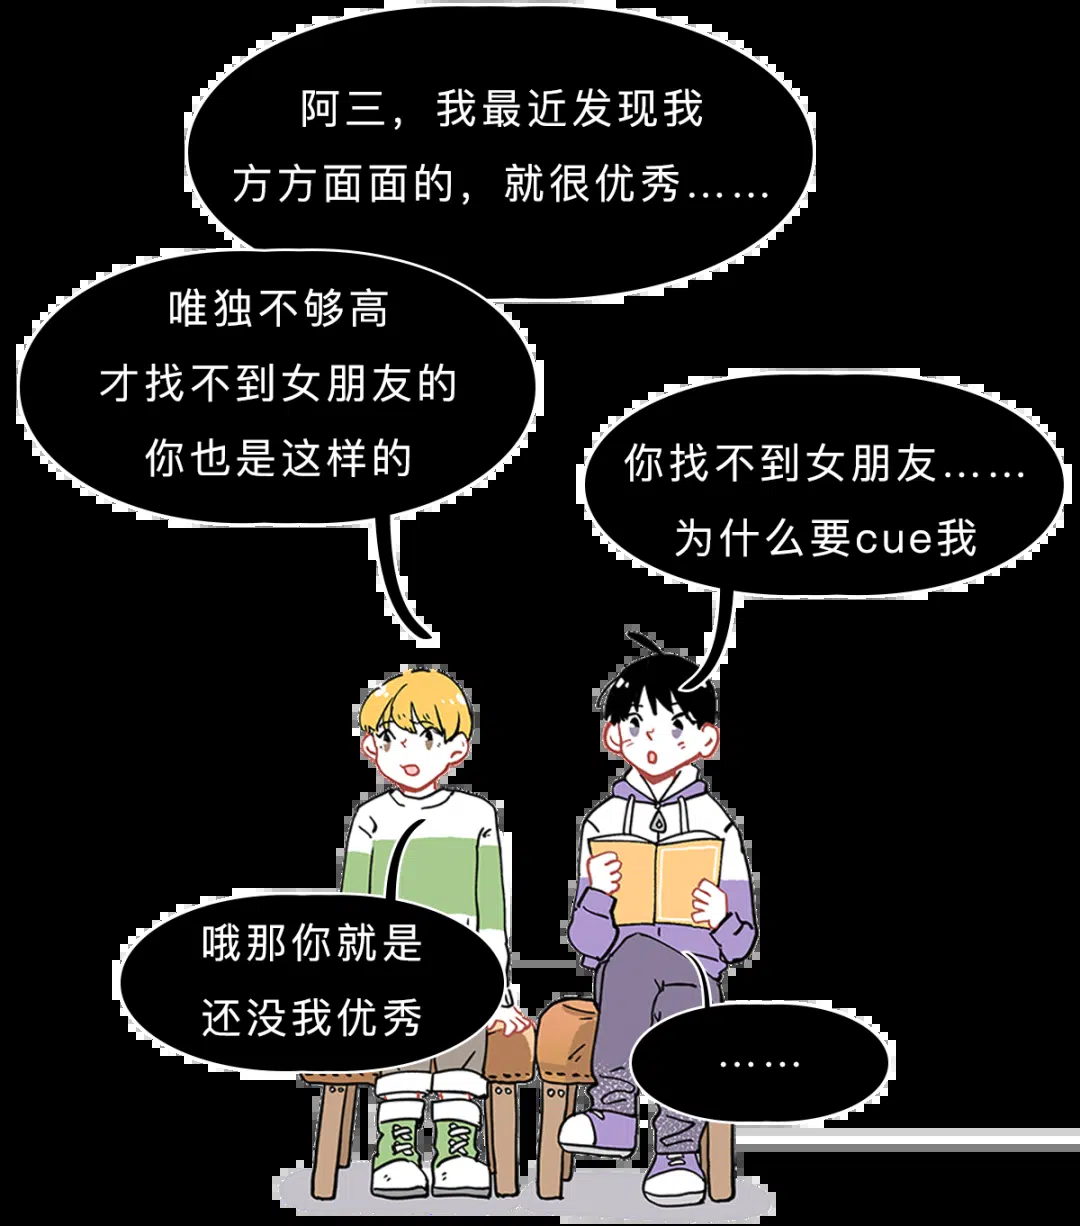 阿三，我最近发现我
方方面面的，就很优秀……
唯独不够高
才找不到女朋友的
你也是这样的
你找不到女朋友……
为什么要cue我
哦那你就是
还没我优秀
……